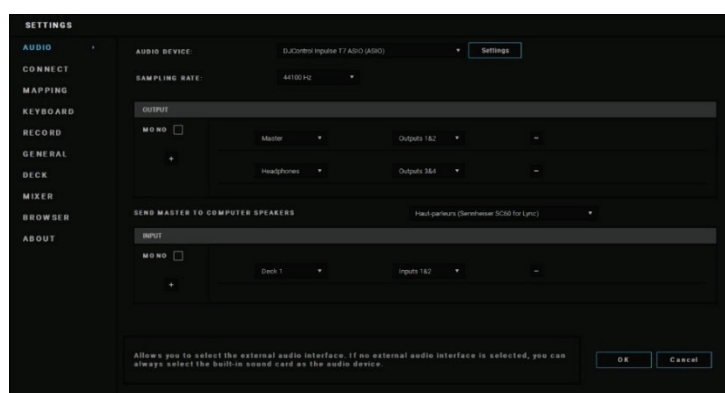 SETTINGS
AUDIO
CONNECT
MAPPING
KEYBOARD
RECORD
GENERAL
DECK
MIXER
BROWSER
ABOUT
AUDIO DEVICE: DJControl Inpulse T7 ASIO (ASIO) Settings
SAMPLING RATE: 44100 Hz
OUTPUT
MONO
Master Outputs 1&2 −
+
Headphones Outputs 3&4 −
SEND MASTER TO COMPUTER SPEAKERS Haut-parleurs (Sennheiser SC60 for Lync)
INPUT
MONO
Deck 1 Inputs 1&2 −
+
Allows you to select the external audio interface. If no external audio interface is selected, you can
always select the built-in sound card as the audio device.
OK Cancel